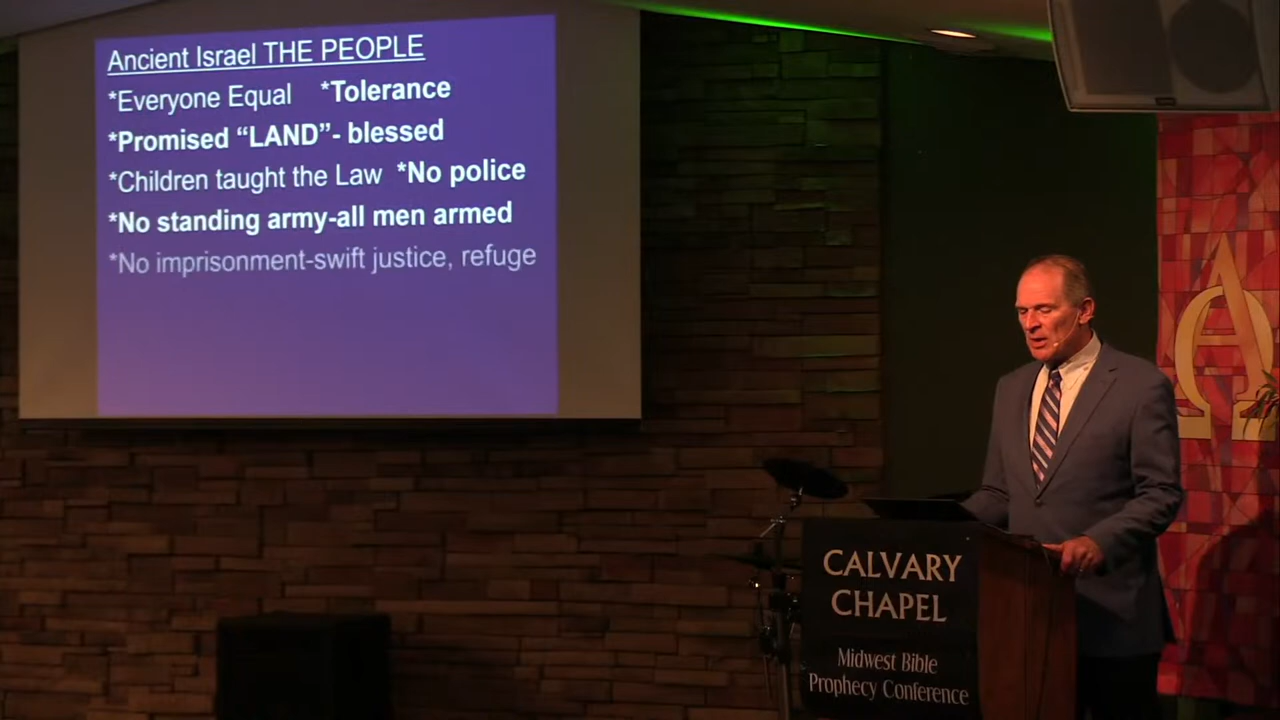 Ancient Israel THE PEOPLE
*Everyone Equal *Tolerance
*Promised “LAND”- blessed
*Children taught the Law *No police
*No standing army-all men armed
*No imprisonment-swift justice, refuge
CALVARY
CHAPEL
Midwest Bible
Prophecy Conference